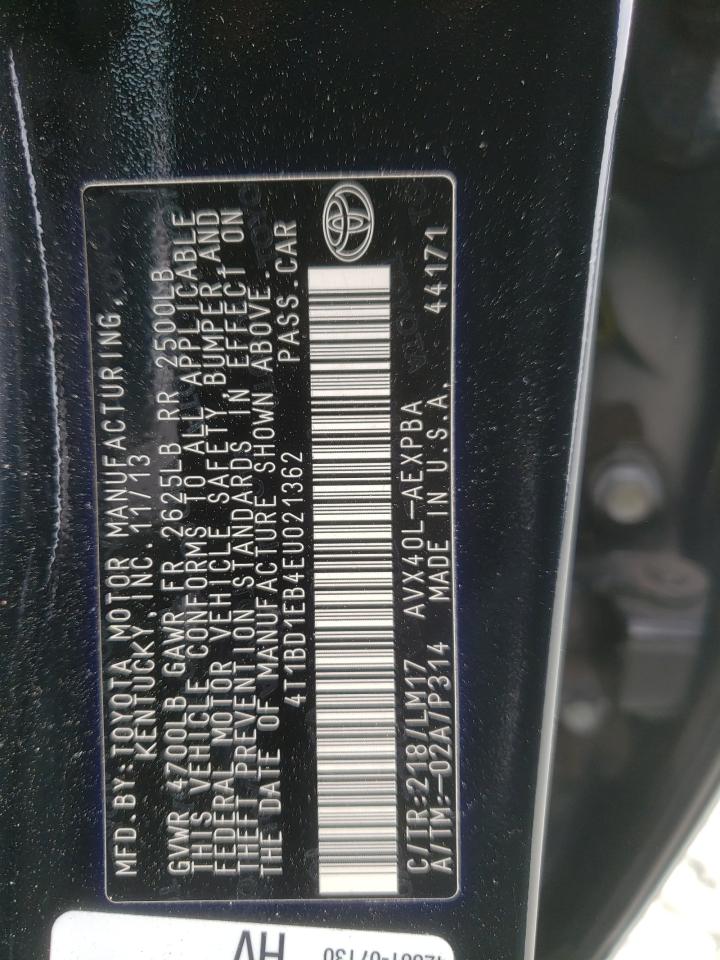 MFD.BY:TOYOTA MOTOR MANUFACTURING,
KENTUCKY,INC. 11/13
GVWR 4700LB GAWR FR 2625LB RR 2500LB
THIS VEHICLE CONFORMS TO ALL APPLICABLE
FEDERAL MOTOR VEHICLE SAFETY BUMPER,AND
THEFT PREVENTION STANDARDS IN EFFECT ON
THE DATE OF MANUFACTURE SHOWN ABOVE.
4T1BD1EB4EU021362 PASS.CAR
C/TR:218/LM17 AVX40L-AEXPBA
A/TM:-02A/P314 MADE IN U.S.A. 44171
HV